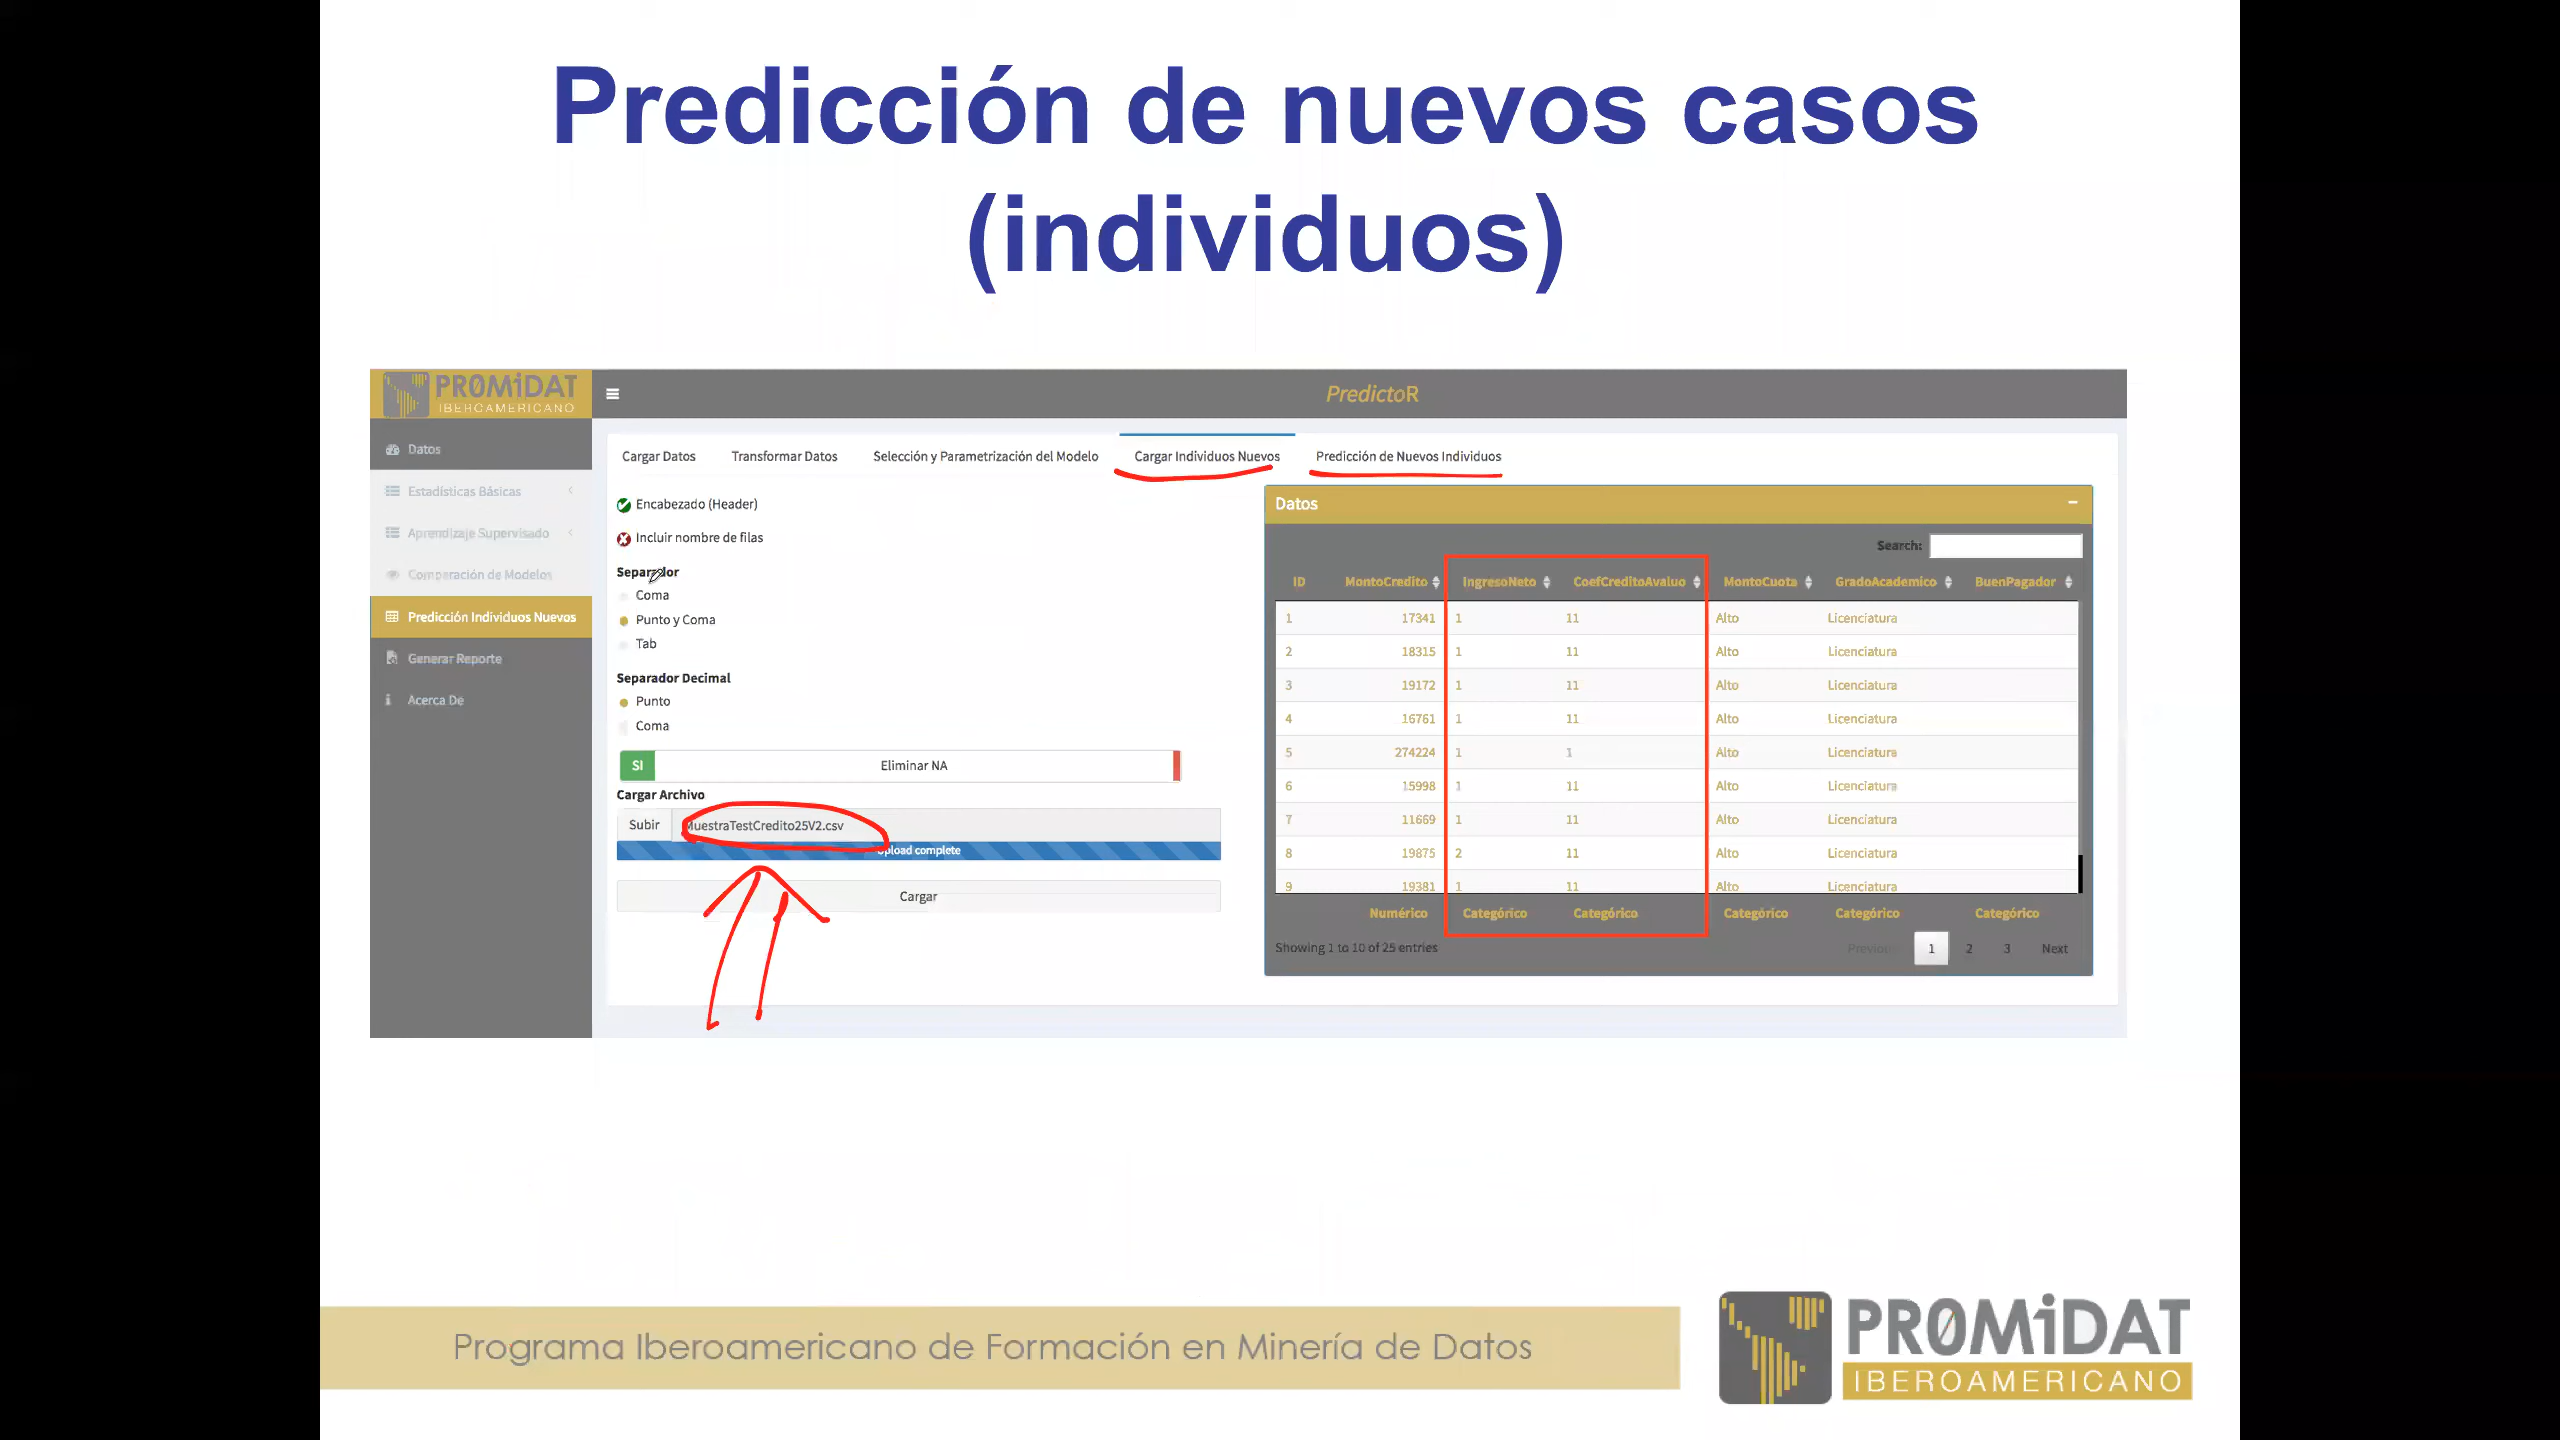 Predicción de nuevos casos
(individuos)
PR0MiDAT
IBEROAMERICANO
PredictoR
Datos
Estadísticas Básicas
Aprendizaje Supervisado
Comparación de Modelos
Predicción Individuos Nuevos
Generar Reporte
Acerca De
Cargar Datos Transformar Datos Selección y Parametrización del Modelo Cargar Individuos Nuevos Predicción de Nuevos Individuos
Encabezado (Header)
Incluir nombre de filas
Separador
Coma
Punto y Coma
Tab
Separador Decimal
Punto
Coma
SI Eliminar NA
Cargar Archivo
Subir MuestraTestCredito25V2.csv
Upload complete
Cargar
Datos
Search:
ID MontoCredito IngresoNeto CoefCreditoAvaluo MontoCuota GradoAcademico BuenPagador
1 17341 1 11 Alto Licenciatura
2 18315 1 11 Alto Licenciatura
3 19172 1 11 Alto Licenciatura
4 16761 1 11 Alto Licenciatura
5 274224 1 1 Alto Licenciatura
6 15998 1 11 Alto Licenciatura
7 11669 1 11 Alto Licenciatura
8 19875 2 11 Alto Licenciatura
9 19381 1 11 Alto Licenciatura
Numérico Categórico Categórico Categórico Categórico Categórico
Showing 1 to 10 of 25 entries
Previous 1 2 3 Next
Programa Iberoamericano de Formación en Minería de Datos
PR0MiDAT
IBEROAMERICANO